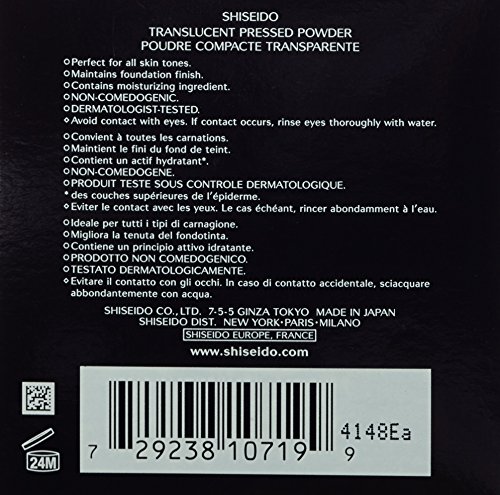 SHISEIDO
TRANSLUCENT PRESSED POWDER
POUDRE COMPACTE TRANSPARENTE
◇Perfect for all skin tones.
◇Maintains foundation finish.
◇Contains moisturizing ingredient.
◇NON-COMEDOGENIC.
◇DERMATOLOGIST-TESTED.
◇Avoid contact with eyes. If contact occurs, rinse eyes thoroughly with water.
◇Convient à toutes les carnations.
◇Maintient le fini du fond de teint.
◇Contient un actif hydratant*.
◇NON-COMEDOGENE.
◇PRODUIT TESTE SOUS CONTROLE DERMATOLOGIQUE.
* des couches supérieures de l'épiderme.
◇Eviter le contact avec les yeux. Le cas échéant, rincer abondamment à l'eau.
◇Ideale per tutti i tipi di carnagione.
◇Migliora la tenuta del fondotinta.
◇Contiene un principio attivo idratante.
◇PRODOTTO NON COMEDOGENICO.
◇TESTATO DERMATOLOGICAMENTE.
◇Evitare il contatto con gli occhi. In caso di contatto accidentale, sciacquare
abbondantemente con acqua.
SHISEIDO CO.,LTD. 7-5-5 GINZA TOKYO MADE IN JAPAN
SHISEIDO DIST. NEW YORK·PARIS·MILANO
SHISEIDO EUROPE, FRANCE
www.shiseido.com
4148Ea
7 29238 10719 9
24M